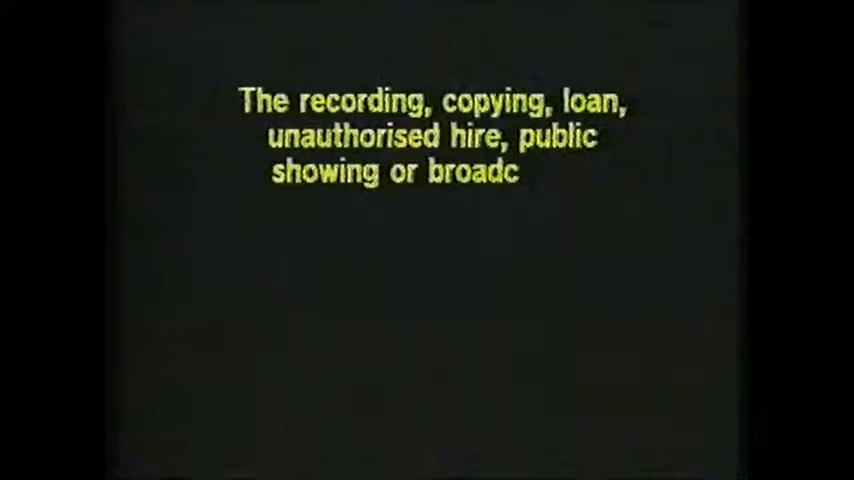 The recording, copying, loan,
unauthorised hire, public
showing or broadc